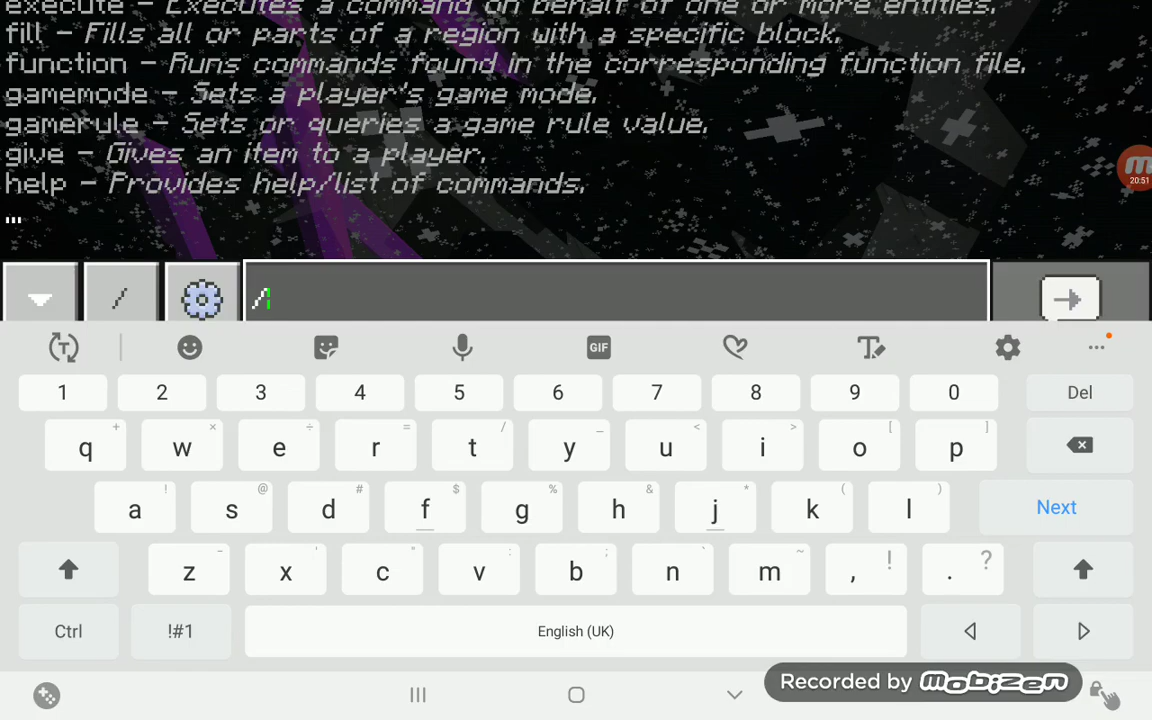 execute – Executes a command on behalf of one or more entities.
fill – Fills all or parts of a region with a specific block.
function – Runs commands found in the corresponding function file.
gamemode – Sets a player's game mode.
gamerule – Sets or queries a game rule value.
give – Gives an item to a player.
help – Provides help/list of commands.
...
20:51
/ /
GIF
1 2 3 4 5 6 7 8 9 0 Del
+ × ÷ = / _ < > [ ]
q w e r t y u i o p
! @ # $ % & * ( )
a s d f g h j k l Next
- ' " : ; ` ~ ! ?
z x c v b n m , .
Ctrl !#1 English (UK)
Recorded by mobizen